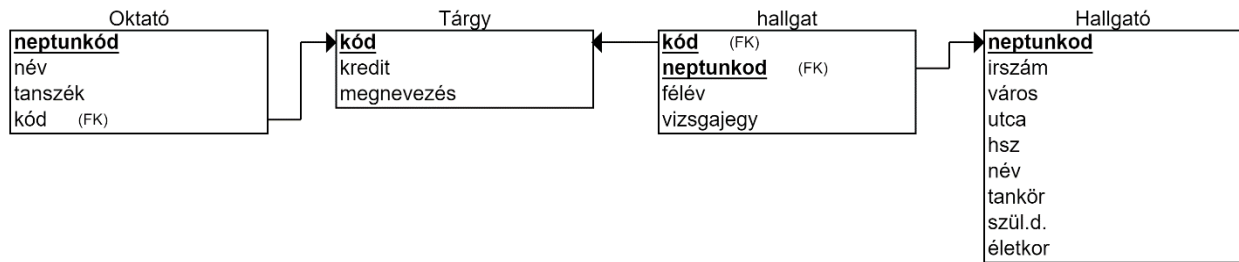 Oktató
neptunkód
név
tanszék
kód (FK)
Tárgy
kód
kredit
megnevezés
hallgat
kód (FK)
neptunkod (FK)
félév
vizsgajegy
Hallgató
neptunkod
irszám
város
utca
hsz
név
tankör
szül.d.
életkor